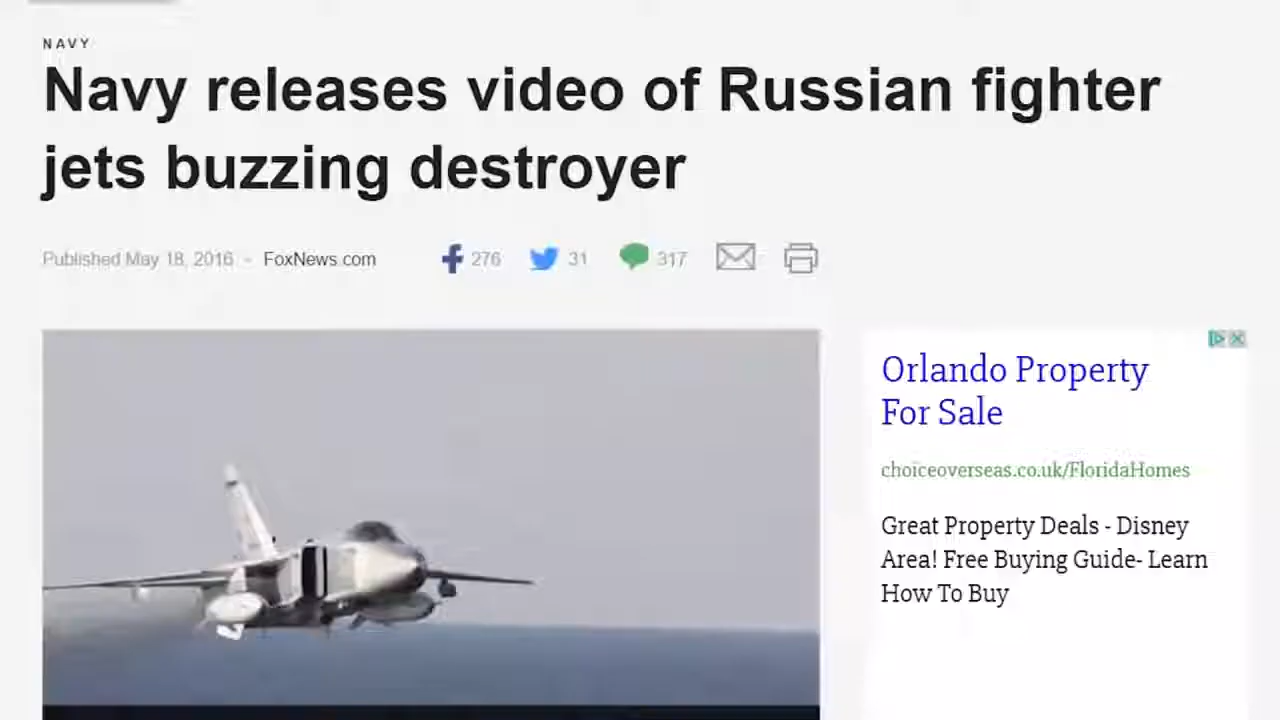 NAVY
Navy releases video of Russian fighter
jets buzzing destroyer
Published May 18, 2016 - FoxNews.com 276 31 317
Orlando Property
For Sale
choiceoverseas.co.uk/FloridaHomes
Great Property Deals - Disney
Area! Free Buying Guide- Learn
How To Buy